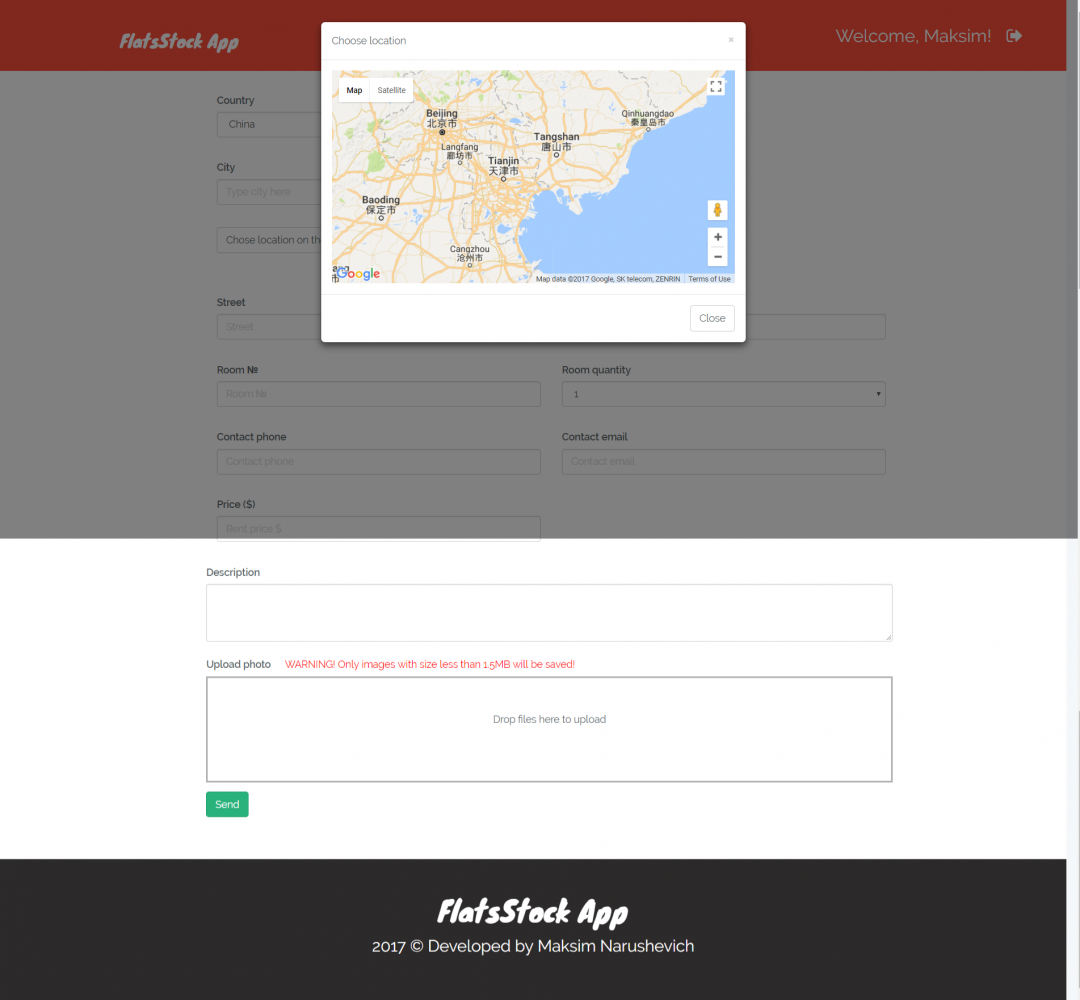 FlatsStock App
Welcome, Maksim!
Choose location
×
Map
Satellite
Beijing
北京市
Qinhuangdao
秦皇岛市
Langfang
廊坊市
Tangshan
唐山市
Tianjin
天津市
Baoding
保定市
Cangzhou
沧州市
Google
Map data ©2017 Google, SK telecom, ZENRIN
Terms of Use
Close
Country
China
City
Type city here
Chose location on th
Street
Street
Room №
Room №
Room quantity
1
Contact phone
Contact phone
Contact email
Contact email
Price ($)
Rent price $
Description
Upload photo
WARNING! Only images with size less than 1.5MB will be saved!
Drop files here to upload
Send
FlatsStock App
2017 © Developed by Maksim Narushevich